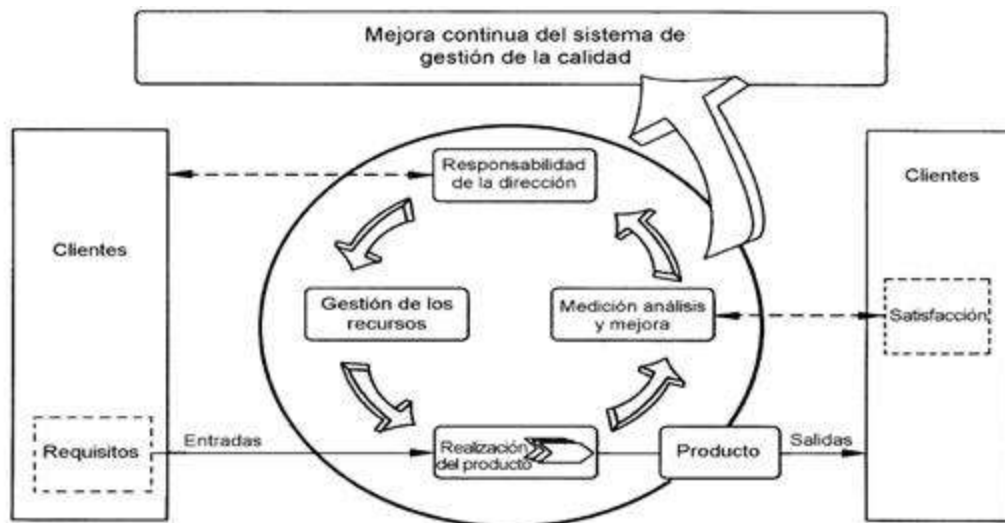 Mejora continua del sistema de
gestión de la calidad
Responsabilidad
de la dirección
Clientes
Clientes
Gestión de los
recursos
Medición análisis
y mejora
Satisfacción
Requisitos
Entradas
Realización
del producto
Producto
Salidas